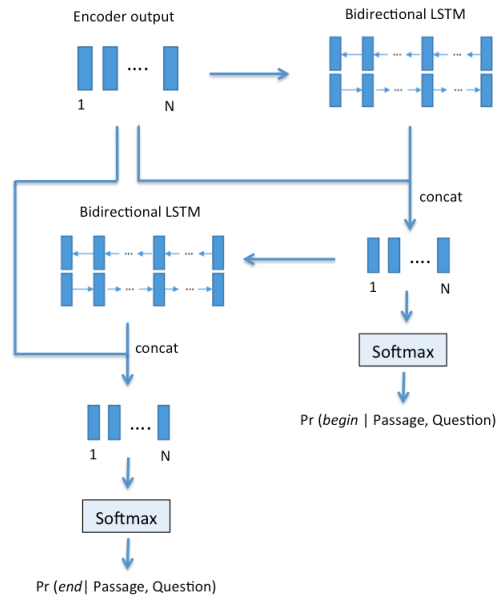 Encoder output
Bidirectional LSTM
....
1 N
... ...
... ...
concat
Bidirectional LSTM
... ...
... ...
....
1 N
Softmax
Pr (begin | Passage, Question)
concat
....
1 N
Softmax
Pr (end| Passage, Question)